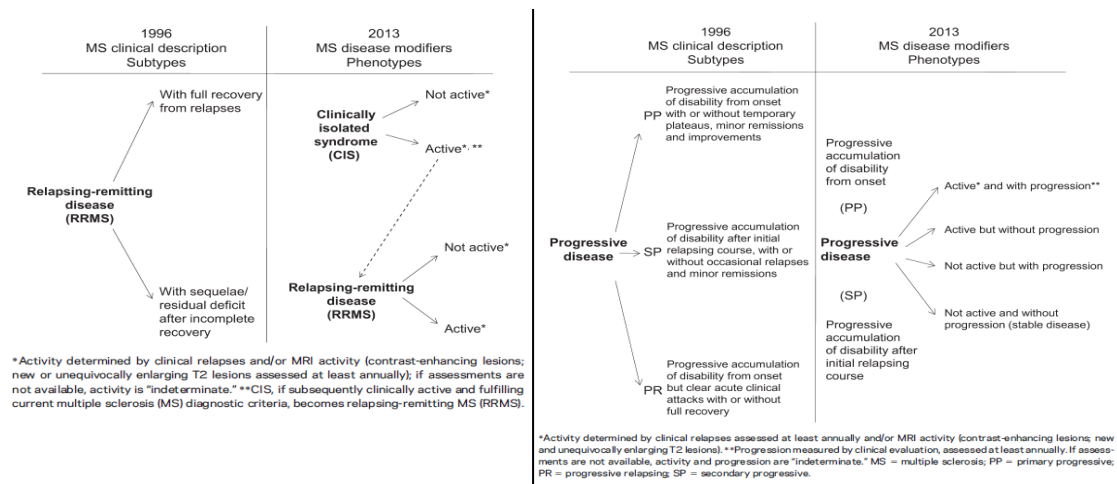 1996
MS clinical description
Subtypes
2013
MS disease modifiers
Phenotypes
With full recovery
from relapses
Relapsing-remitting
disease
(RRMS)
With sequelae/
residual deficit
after incomplete
recovery
Clinically
isolated
syndrome
(CIS)
Not active*
Active*, **
Relapsing-remitting
disease
(RRMS)
Not active*
Active*
*Activity determined by clinical relapses and/or MRI activity (contrast-enhancing lesions;
new or unequivocally enlarging T2 lesions assessed at least annually); if assessments are
not available, activity is “indeterminate.” **CIS, if subsequently clinically active and fulfilling
current multiple sclerosis (MS) diagnostic criteria, becomes relapsing-remitting MS (RRMS).
1996
MS clinical description
Subtypes
2013
MS disease modifiers
Phenotypes
Progressive
disease
PP
Progressive accumulation
of disability from onset
with or without temporary
plateaus, minor remissions
and improvements
SP
Progressive accumulation
of disability after initial
relapsing course, with or
without occasional relapses
and minor remissions
PR
Progressive accumulation
of disability from onset
but clear acute clinical
attacks with or without
full recovery
Progressive
accumulation
of disability
from onset
(PP)
Progressive
disease
(SP)
Progressive
accumulation
of disability after
initial relapsing
course
Active* and with progression**
Active but without progression
Not active but with progression
Not active and without
progression (stable disease)
*Activity determined by clinical relapses assessed at least annually and/or MRI activity (contrast-enhancing lesions; new
and unequivocally enlarging T2 lesions). **Progression measured by clinical evaluation, assessed at least annually. If assess-
ments are not available, activity and progression are “indeterminate.” MS = multiple sclerosis; PP = primary progressive;
PR = progressive relapsing; SP = secondary progressive.